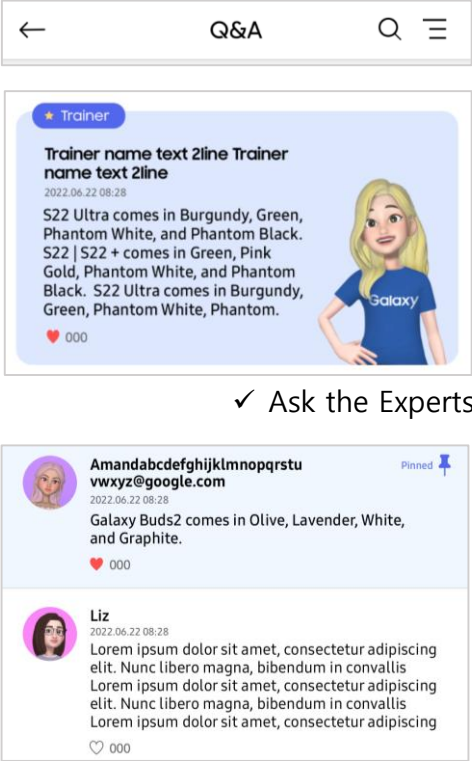 Q&A
Trainer
Trainer name text 2line Trainer
name text 2line
2022.06.22 08:28
S22 Ultra comes in Burgundy, Green,
Phantom White, and Phantom Black.
S22 | S22 + comes in Green, Pink
Gold, Phantom White, and Phantom
Black. S22 Ultra comes in Burgundy,
Green, Phantom White, Phantom.
000
Galaxy
✓ Ask the Experts
Amandabcdefghijklmnopqrstu
vwxyz@google.com
Pinned
2022.06.22 08:28
Galaxy Buds2 comes in Olive, Lavender, White,
and Graphite.
000
Liz
2022.06.22 08:28
Lorem ipsum dolor sit amet, consectetur adipiscing
elit. Nunc libero magna, bibendum in convallis
Lorem ipsum dolor sit amet, consectetur adipiscing
elit. Nunc libero magna, bibendum in convallis
Lorem ipsum dolor sit amet, consectetur adipiscing
000